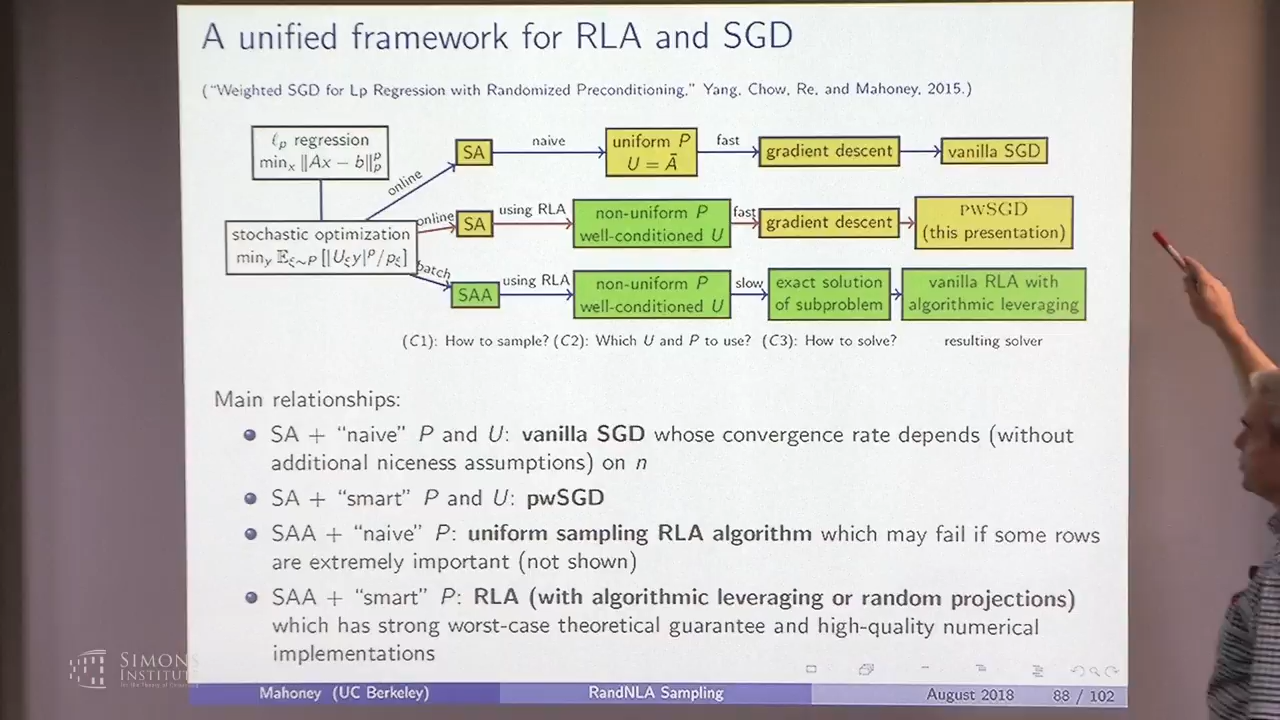 A unified framework for RLA and SGD
("Weighted SGD for Lp Regression with Randomized Preconditioning," Yang, Chow, Re, and Mahoney, 2015.)
ℓp regression
minx ‖Ax − b‖pp
stochastic optimization
miny 𝔼ξ∼P [|Uξy|p/pξ]
online
SA
naive
uniform P
U = Ā
fast
gradient descent
vanilla SGD
online
SA
using RLA
non-uniform P
well-conditioned U
fast
gradient descent
PWSGD
(this presentation)
batch
SAA
using RLA
non-uniform P
well-conditioned U
slow
exact solution
of subproblem
vanilla RLA with
algorithmic leveraging
(C1): How to sample? (C2): Which U and P to use? (C3): How to solve? resulting solver
Main relationships:
SA + "naive" P and U: vanilla SGD whose convergence rate depends (without
additional niceness assumptions) on n
SA + "smart" P and U: pwSGD
SAA + "naive" P: uniform sampling RLA algorithm which may fail if some rows
are extremely important (not shown)
SAA + "smart" P: RLA (with algorithmic leveraging or random projections)
which has strong worst-case theoretical guarantee and high-quality numerical
implementations
SIMONS
INSTITUTE
Mahoney (UC Berkeley) RandNLA Sampling August 2018 88 / 102